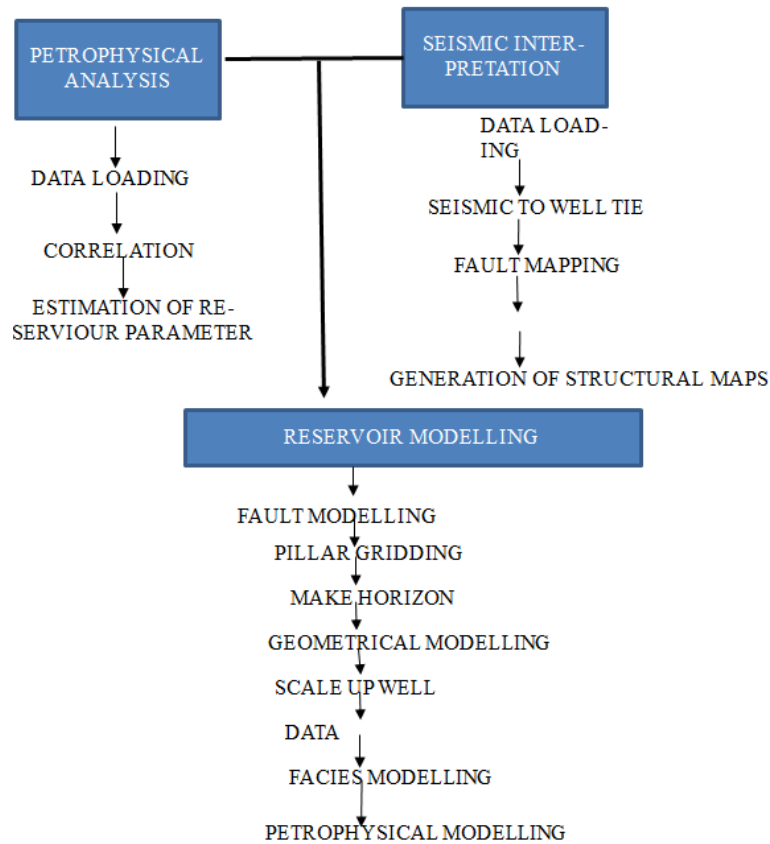 PETROPHYSICAL
ANALYSIS
DATA LOADING
CORRELATION
ESTIMATION OF RE-
SERVIOUR PARAMETER
SEISMIC INTER-
PRETATION
DATA LOAD-
ING
SEISMIC TO WELL TIE
FAULT MAPPING
GENERATION OF STRUCTURAL MAPS
RESERVOIR MODELLING
FAULT MODELLING
PILLAR GRIDDING
MAKE HORIZON
GEOMETRICAL MODELLING
SCALE UP WELL
DATA
FACIES MODELLING
PETROPHYSICAL MODELLING